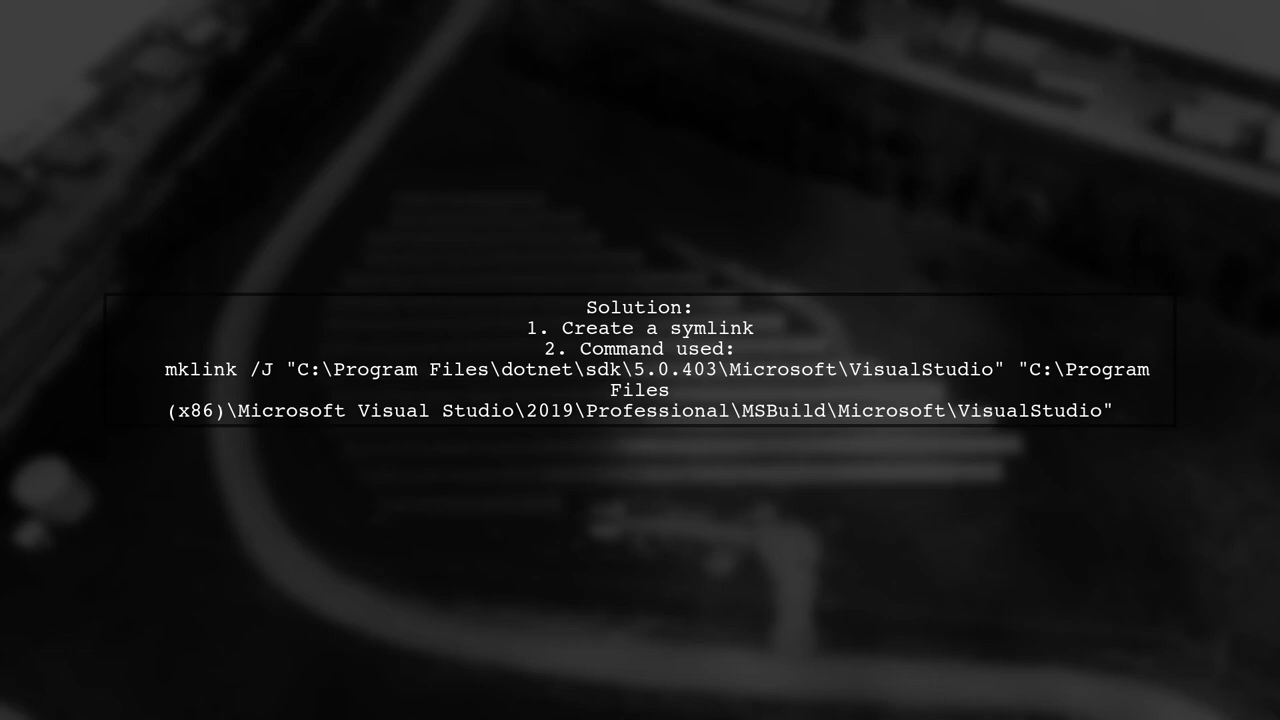 Solution:
1. Create a symlink
2. Command used:
mklink /J "C:\Program Files\dotnet\sdk\5.0.403\Microsoft\VisualStudio" "C:\Program
Files
(x86)\Microsoft Visual Studio\2019\Professional\MSBuild\Microsoft\VisualStudio"